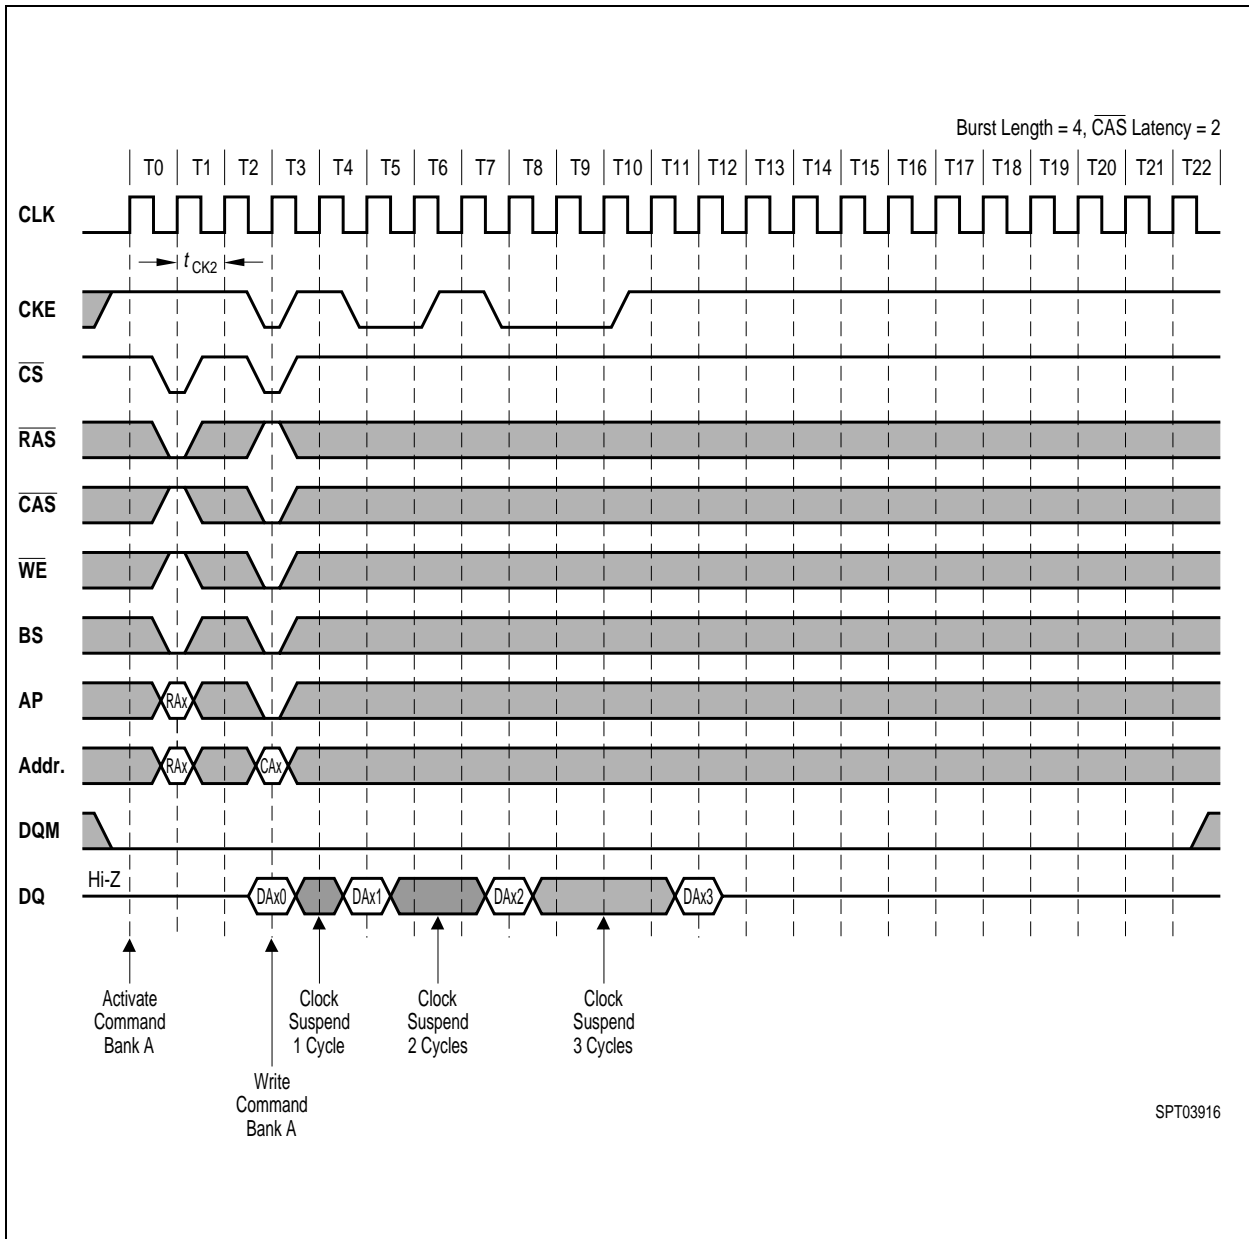 Burst Length = 4, CAS Latency = 2
T0 T1 T2 T3 T4 T5 T6 T7 T8 T9 T10 T11 T12 T13 T14 T15 T16 T17 T18 T19 T20 T21 T22
CLK
t CK2
CKE
CS
RAS
CAS
WE
BS
AP RAx
Addr. RAx CAx
DQM
Hi-Z
DQ DAx0 DAx1 DAx2 DAx3
Activate
Command
Bank A
Write
Command
Bank A
Clock
Suspend
1 Cycle
Clock
Suspend
2 Cycles
Clock
Suspend
3 Cycles
SPT03916